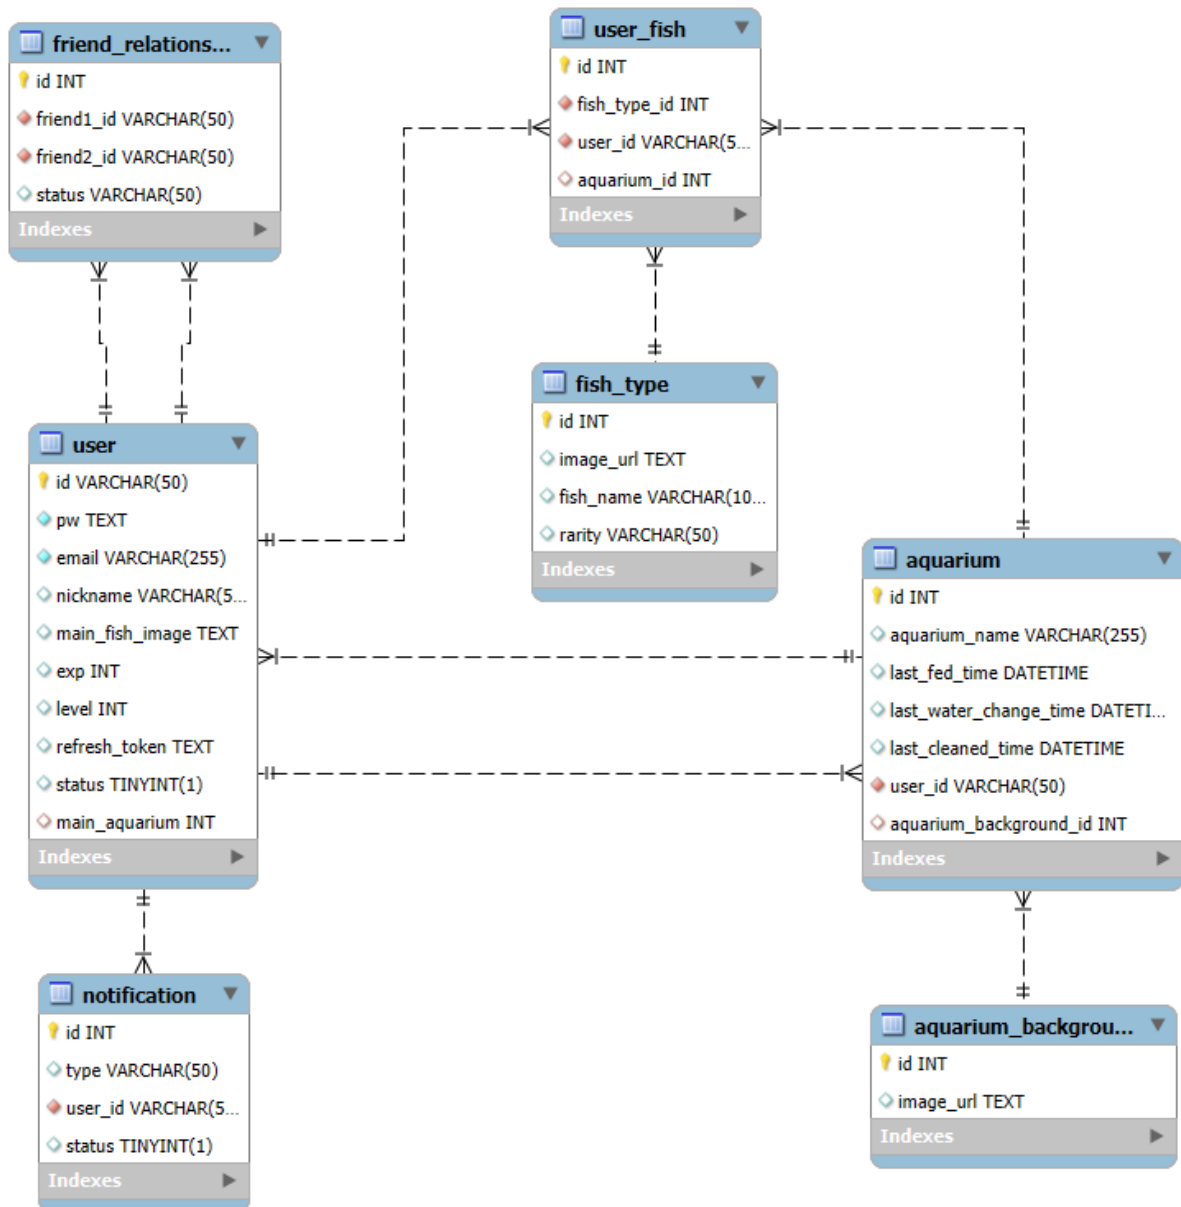 friend_relations...
id INT
friend1_id VARCHAR(50)
friend2_id VARCHAR(50)
status VARCHAR(50)
Indexes
user_fish
id INT
fish_type_id INT
user_id VARCHAR(5...
aquarium_id INT
Indexes
fish_type
id INT
image_url TEXT
fish_name VARCHAR(10...
rarity VARCHAR(50)
Indexes
user
id VARCHAR(50)
pw TEXT
email VARCHAR(255)
nickname VARCHAR(5...
main_fish_image TEXT
exp INT
level INT
refresh_token TEXT
status TINYINT(1)
main_aquarium INT
Indexes
aquarium
id INT
aquarium_name VARCHAR(255)
last_fed_time DATETIME
last_water_change_time DATETI...
last_cleaned_time DATETIME
user_id VARCHAR(50)
aquarium_background_id INT
Indexes
notification
id INT
type VARCHAR(50)
user_id VARCHAR(5...
status TINYINT(1)
Indexes
aquarium_backgrou...
id INT
image_url TEXT
Indexes